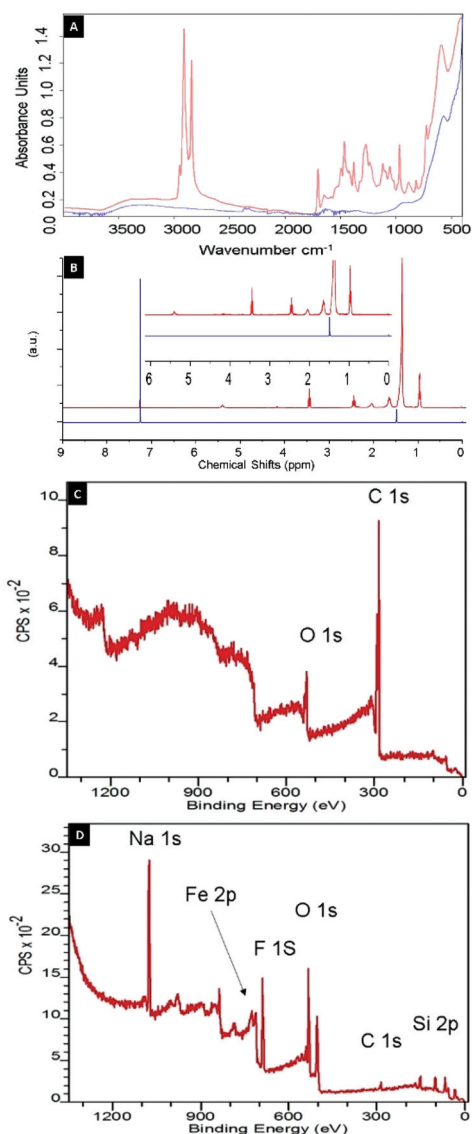 A
1.4
1.2
1.0
0.8
0.6
0.4
0.2
0.0
Absorbance Units
4000 3000 2000 1000 400
Wavenumber cm⁻¹
B
(a.u.)
6 5 4 3 2 1 0
9 8 7 6 5 4 3 2 1 0
Chemical Shifts (ppm)
C
C 1s
O 1s
10
8
6
4
2
0
CPS x 10⁻²
1200 900 600 300 0
Binding Energy (eV)
D
Na 1s
Fe 2p
O 1s
F 1S
C 1s
Si 2p
30
25
20
15
10
5
0
CPS x 10⁻²
1200 900 600 300 0
Binding Energy (eV)